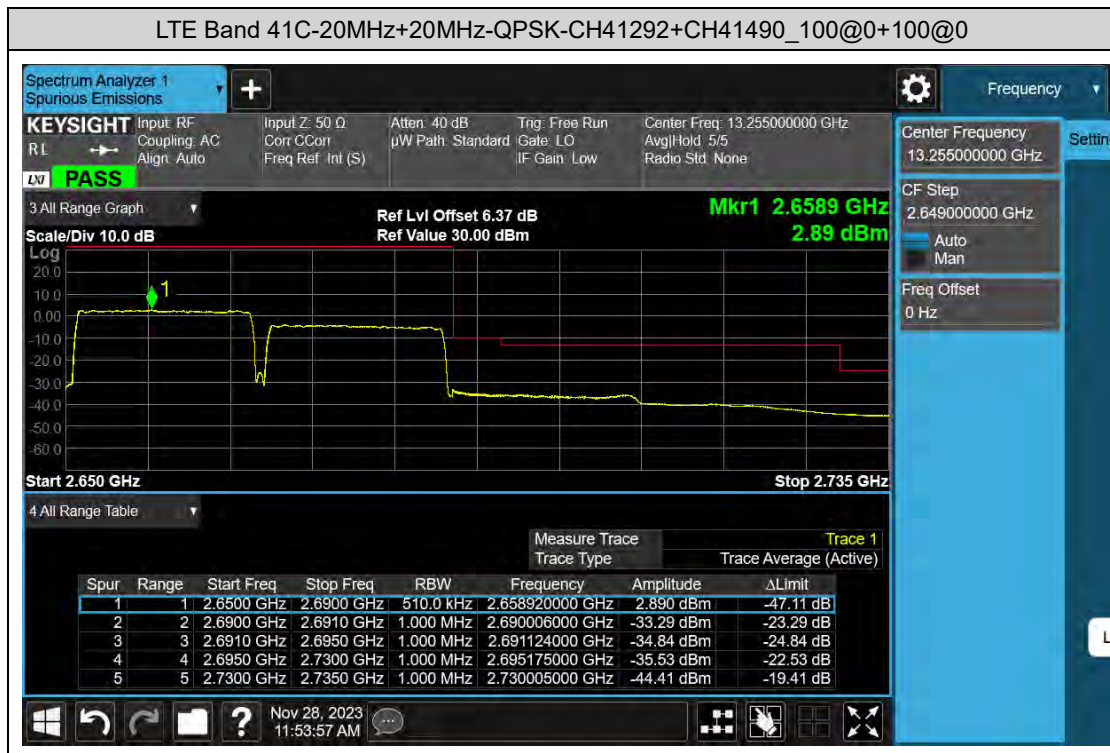 LTE Band 41C-20MHz+20MHz-QPSK-CH41292+CH41490_100@0+100@0
Spectrum Analyzer 1
Spurious Emissions
+
Frequency
KEYSIGHT
RL
LXI
PASS
Input: RF
Coupling: AC
Align: Auto
Input Z: 50 Ω
Corr CCorr
Freq Ref: Int (S)
Atten: 40 dB
µW Path: Standard
Trig: Free Run
Gate: LO
IF Gain: Low
Center Freq: 13.255000000 GHz
Avg|Hold: 5/5
Radio Std: None
Center Frequency
13.255000000 GHz
Settin
CF Step
2.649000000 GHz
Auto
Man
Freq Offset
0 Hz
3 All Range Graph
Scale/Div 10.0 dB
Ref Lvl Offset 6.37 dB
Ref Value 30.00 dBm
Mkr1 2.6589 GHz
2.89 dBm
Log
20.0
10.0
0.00
-10.0
-20.0
-30.0
-40.0
-50.0
-60.0
1
Start 2.650 GHz
Stop 2.735 GHz
4 All Range Table
Measure Trace Trace 1
Trace Type Trace Average (Active)
Spur Range Start Freq Stop Freq RBW Frequency Amplitude ΔLimit
1 1 2.6500 GHz 2.6900 GHz 510.0 kHz 2.658920000 GHz 2.890 dBm -47.11 dB
2 2 2.6900 GHz 2.6910 GHz 1.000 MHz 2.690006000 GHz -33.29 dBm -23.29 dB
3 3 2.6910 GHz 2.6950 GHz 1.000 MHz 2.691124000 GHz -34.84 dBm -24.84 dB
4 4 2.6950 GHz 2.7300 GHz 1.000 MHz 2.695175000 GHz -35.53 dBm -22.53 dB
5 5 2.7300 GHz 2.7350 GHz 1.000 MHz 2.730005000 GHz -44.41 dBm -19.41 dB
L
?
Nov 28, 2023
11:53:57 AM